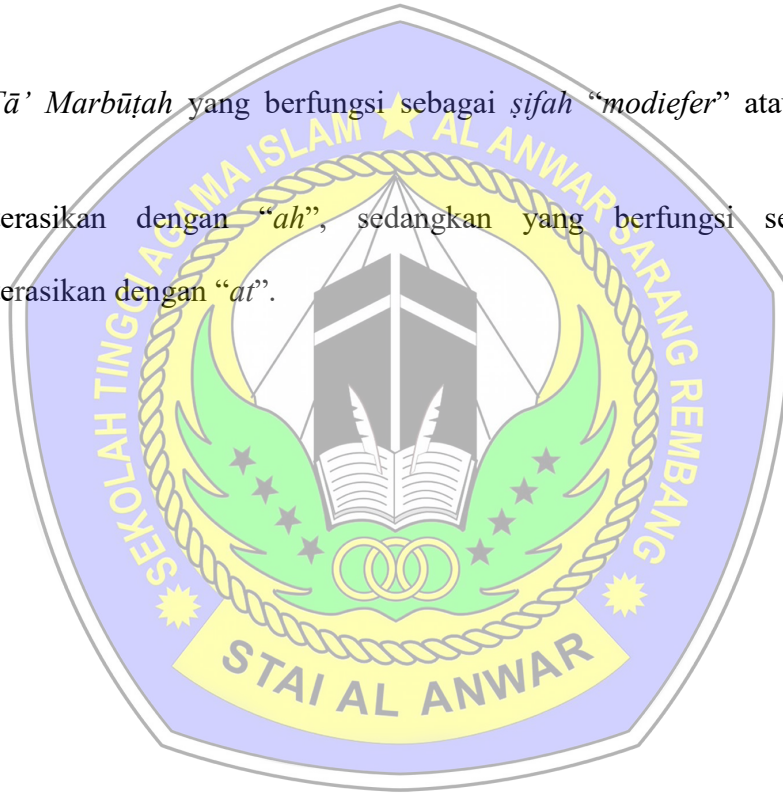 Tā’ Marbūṭah yang berfungsi sebagai ṣifah “modiefer” ata
erasikan dengan “ah”, sedangkan yang berfungsi se
erasikan dengan “at”.
SEKOLAH TINGGI AGAMA ISLAM AL ANWAR SARANG REMBANG
STAI AL ANWAR